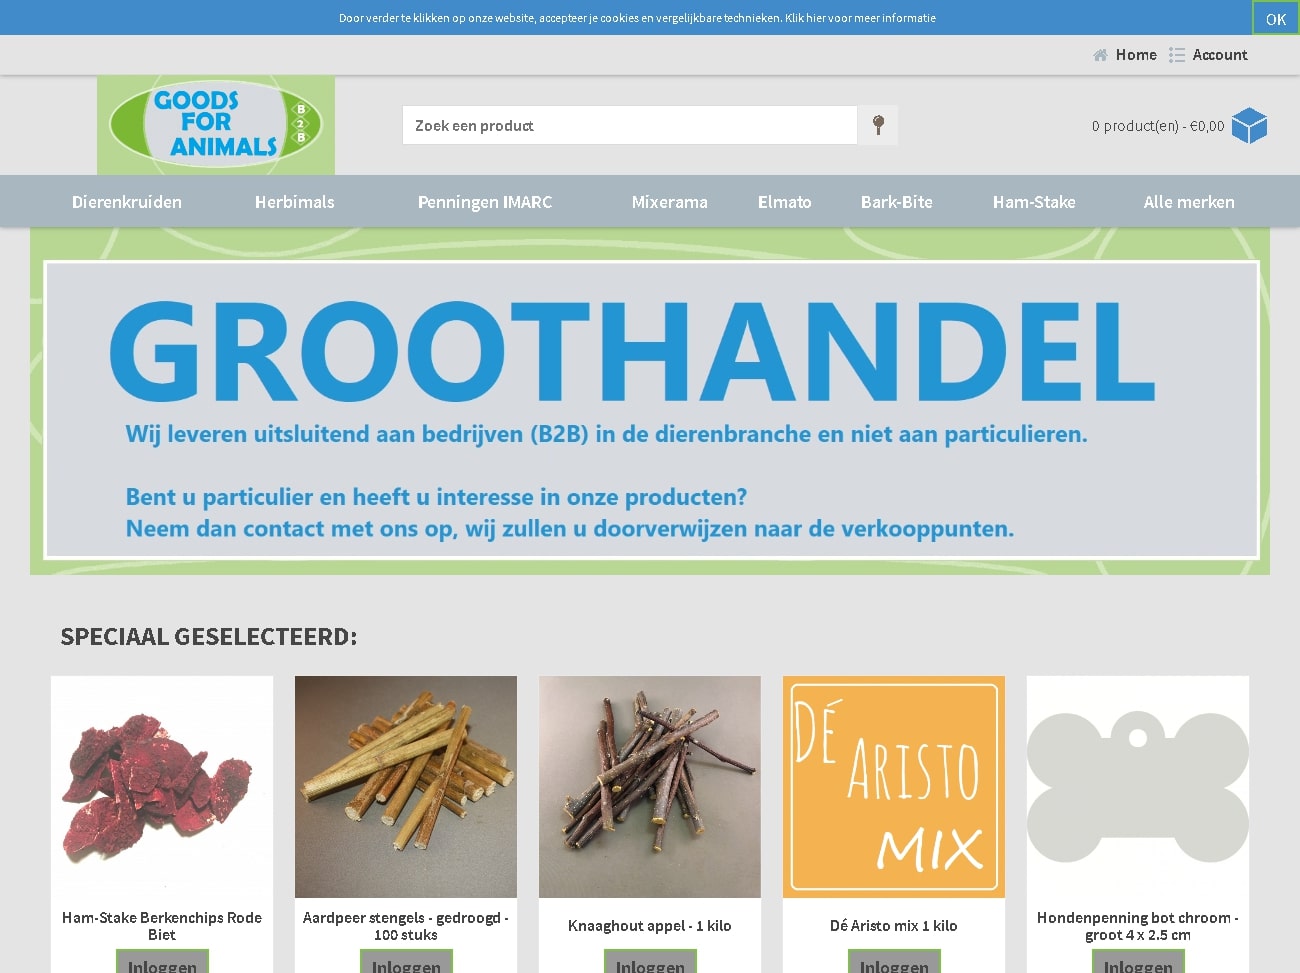 Door verder te klikken op onze website, accepteer je cookies en vergelijkbare technieken. Klik hier voor meer informatie
OK
Home
Account
GOODS
FOR
ANIMALS
B
2
B
Zoek een product
0 product(en) - €0,00
Dierenkruiden
Herbimals
Penningen IMARC
Mixerama
Elmato
Bark-Bite
Ham-Stake
Alle merken
GROOTHANDEL
Wij leveren uitsluitend aan bedrijven (B2B) in de dierenbranche en niet aan particulieren.
Bent u particulier en heeft u interesse in onze producten?
Neem dan contact met ons op, wij zullen u doorverwijzen naar de verkooppunten.
SPECIAAL GESELECTEERD:
DÉ
ARISTO
MIX
Ham-Stake Berkenchips Rode
Biet
Inloggen
Aardpeer stengels - gedroogd -
100 stuks
Inloggen
Knaaghout appel - 1 kilo
Inloggen
Dé Aristo mix 1 kilo
Inloggen
Hondenpenning bot chroom -
groot 4 x 2.5 cm
Inloggen